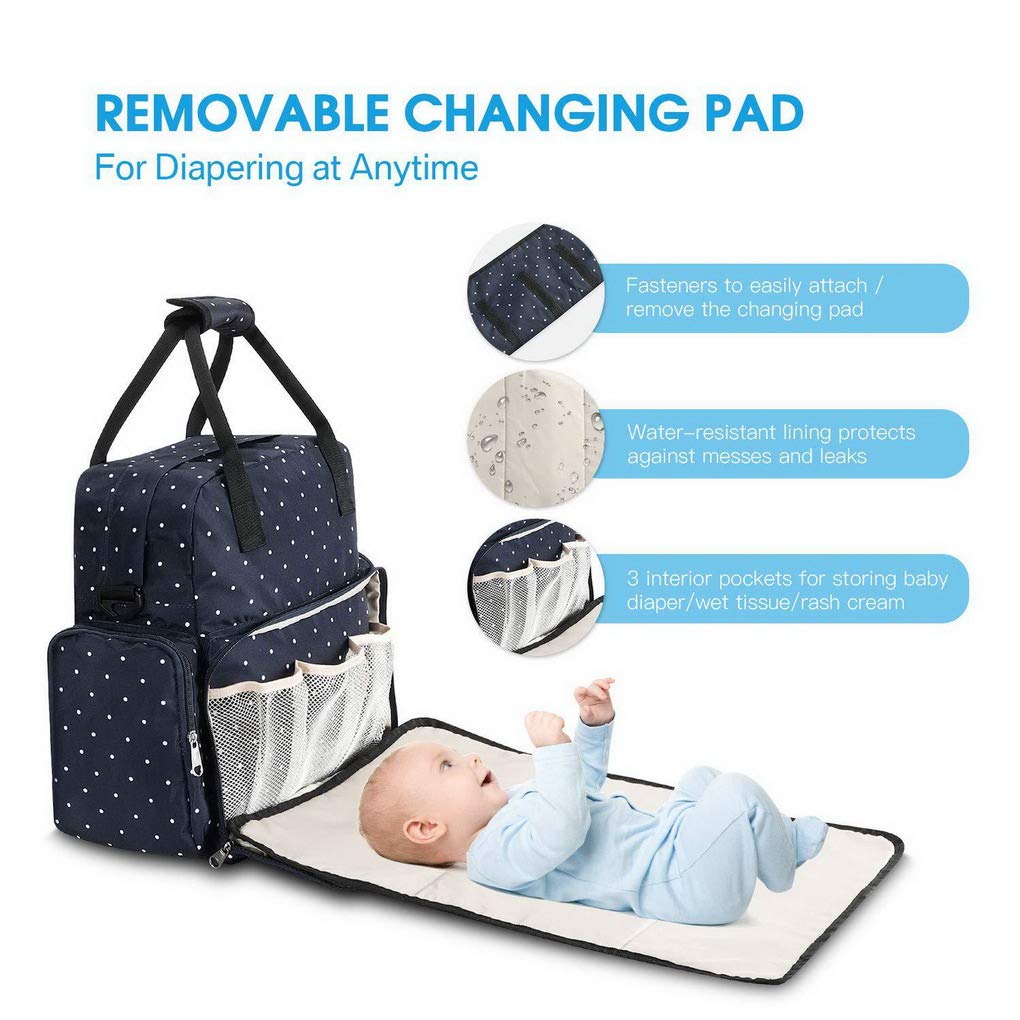 REMOVABLE CHANGING PAD
For Diapering at Anytime
Fasteners to easily attach /
remove the changing pad
Water-resistant lining protects
against messes and leaks
3 interior pockets for storing baby
diaper/wet tissue/rash cream